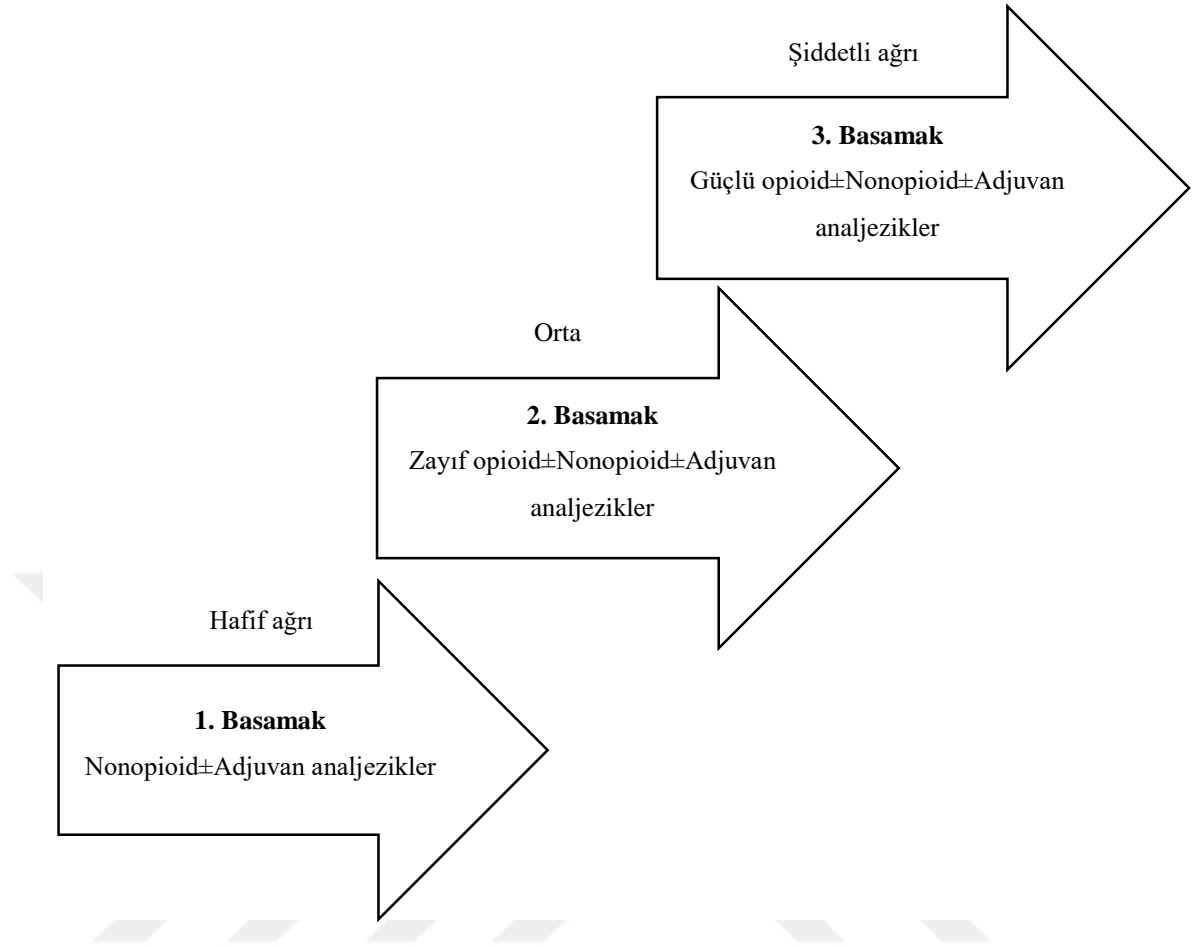 Şiddetli ağrı
3. Basamak
Güçlü opioid±Nonopioid±Adjuvan
analjezikler
Orta
2. Basamak
Zayıf opioid±Nonopioid±Adjuvan
analjezikler
Hafif ağrı
1. Basamak
Nonopioid±Adjuvan analjezikler